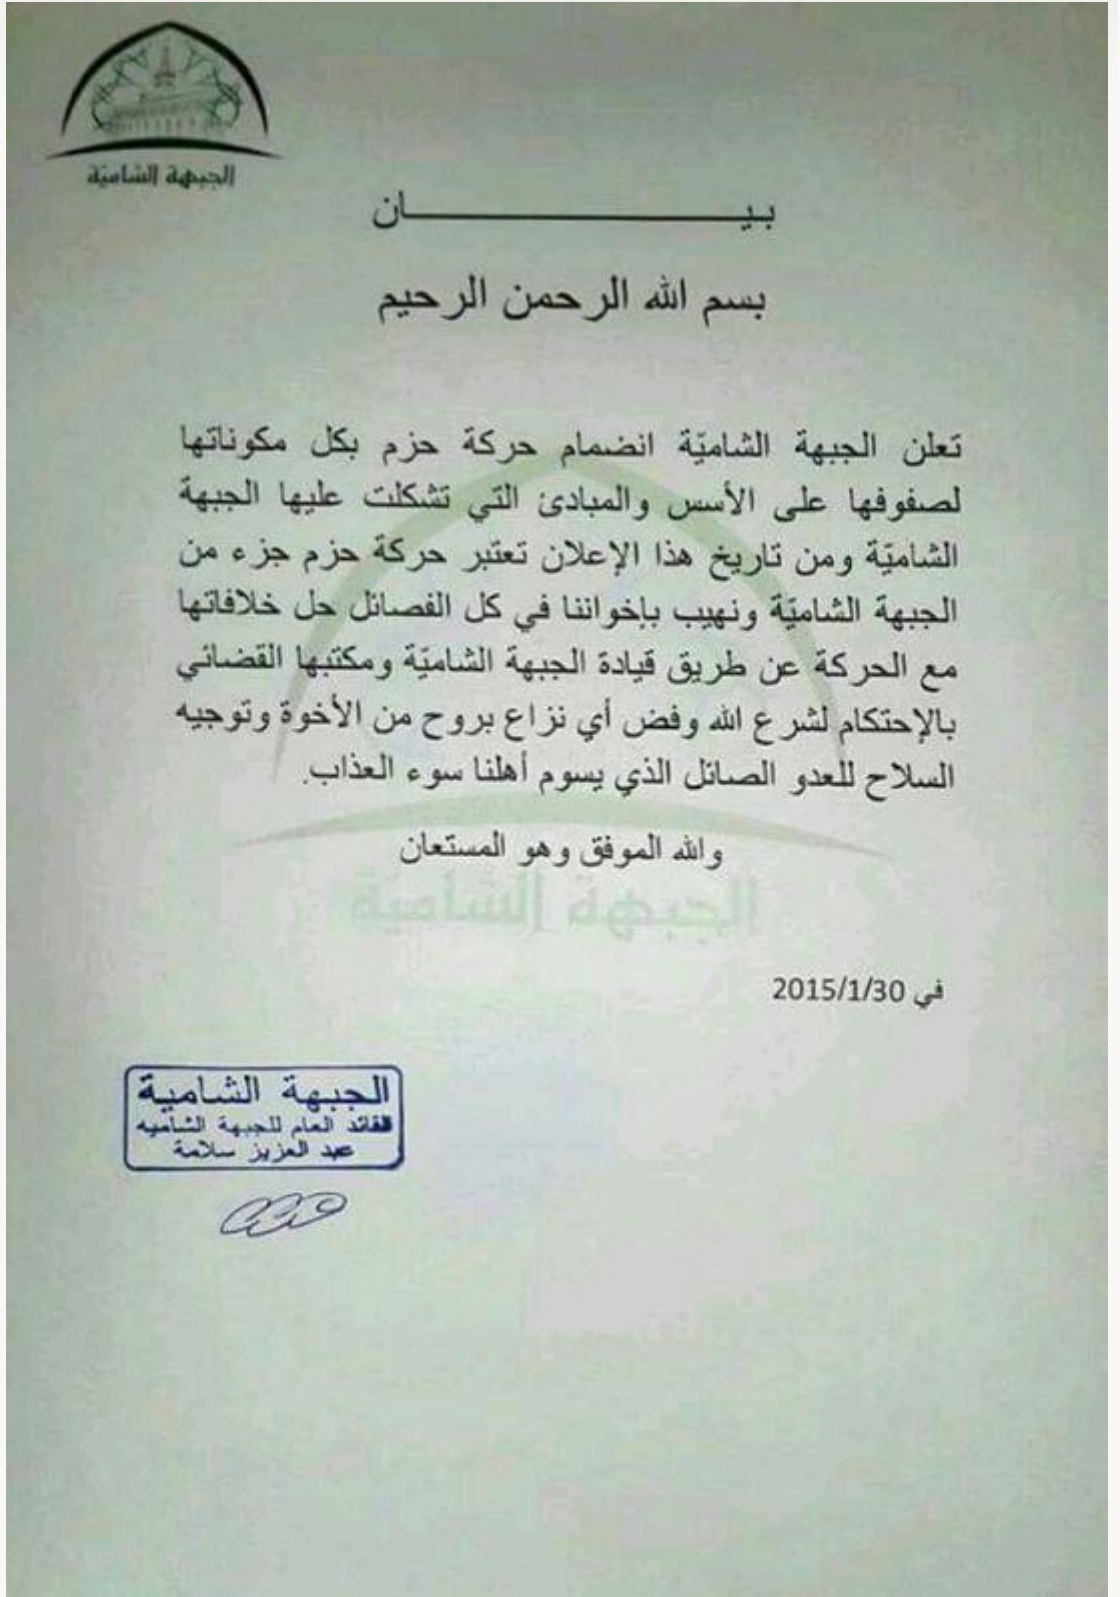 الجبهة الشاميّة
بيـــــــــــــــــــــــان
بسم الله الرحمن الرحيم
تعلن الجبهة الشاميّة انضمام حركة حزم بكل مكوناتها
لصفوفها على الأسس والمبادئ التي تشكلت عليها الجبهة
الشاميّة ومن تاريخ هذا الإعلان تعتبر حركة حزم جزء من
الجبهة الشاميّة ونهيب بإخواننا في كل الفصائل حل خلافاتها
مع الحركة عن طريق قيادة الجبهة الشاميّة ومكتبها القضائي
بالإحتكام لشرع الله وفض أي نزاع بروح من الأخوة وتوجيه
السلاح للعدو الصائل الذي يسوم أهلنا سوء العذاب.
والله الموفق وهو المستعان
الجبهة الشاميّة
في 2015/1/30
الجبهة الشامية
القائد العام للجبهة الشاميه
عبد العزيز سلامة